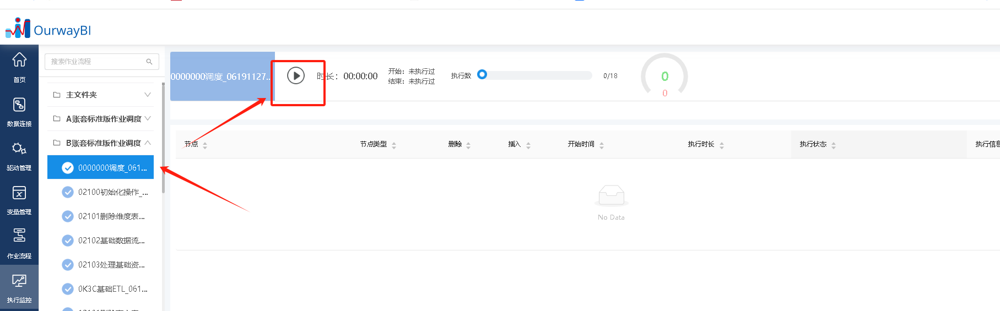 OurwayBI
首页
数据连接
驱动管理
变量管理
作业流程
执行监控
搜索作业流程
主文件夹
A账套标准版作业调度
B账套标准版作业调度
0000000调度_061...
02100初始化操作_...
02101删除维度表...
02102基础数据流...
02103处理基础资...
0K3C基础ETL_061...
0000000调度_06191127...
时长：00:00:00
开始：未执行过
结束：未执行过
执行数
0/18
0
0
节点 节点类型 删除 插入 开始时间 执行时长 执行状态 执行信息
No Data